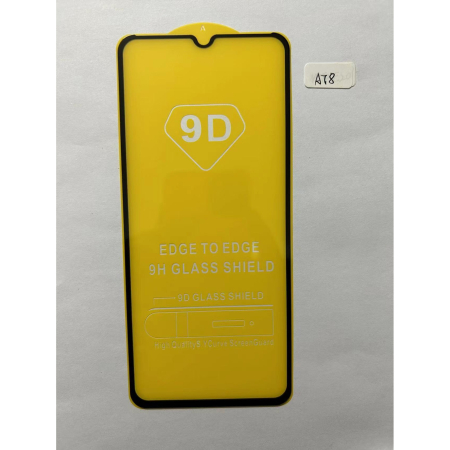 A78
9D
EDGE TO EDGE
9H GLASS SHIELD
9D GLASS SHIELD